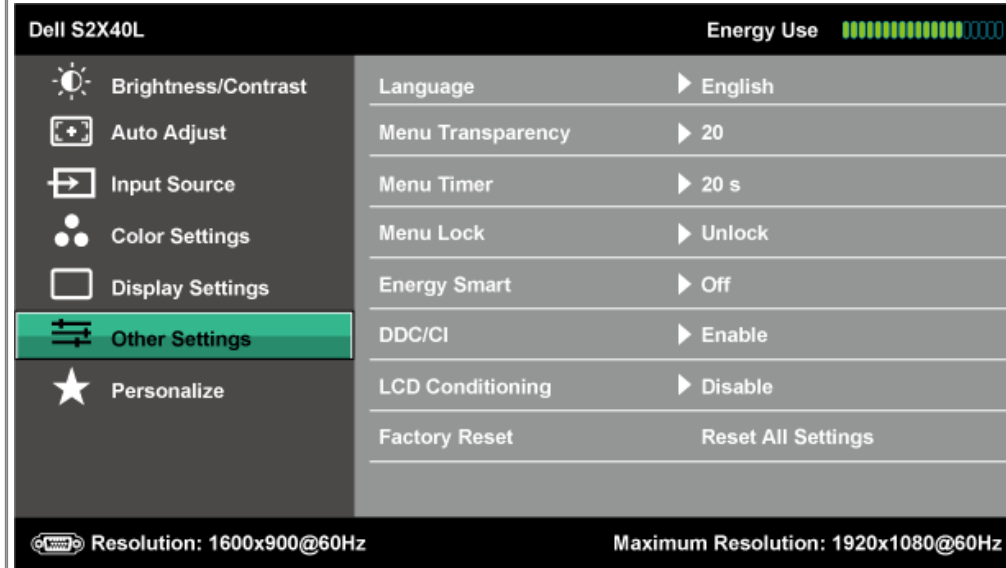 Dell S2X40L Energy Use
Brightness/Contrast
Auto Adjust
Input Source
Color Settings
Display Settings
Other Settings
Personalize
Language English
Menu Transparency 20
Menu Timer 20 s
Menu Lock Unlock
Energy Smart Off
DDC/CI Enable
LCD Conditioning Disable
Factory Reset Reset All Settings
Resolution: 1600x900@60Hz Maximum Resolution: 1920x1080@60Hz